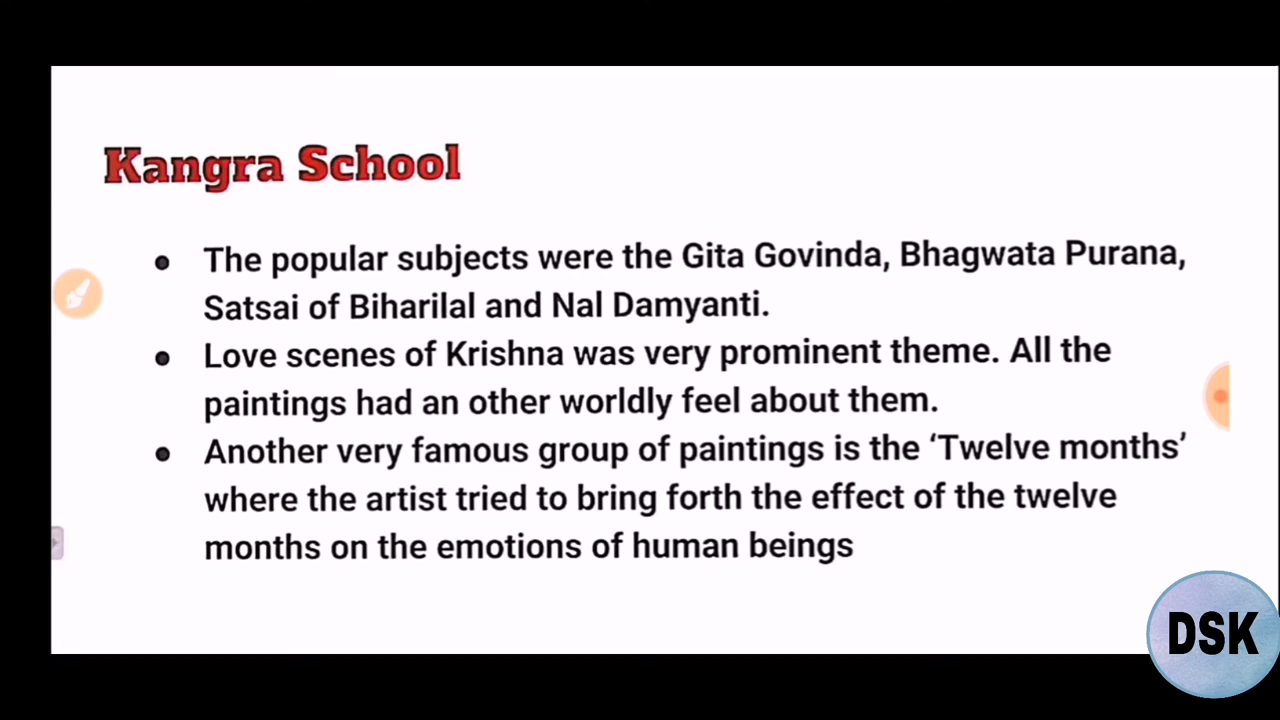 Kangra School
● The popular subjects were the Gita Govinda, Bhagwata Purana,
Satsai of Biharilal and Nal Damyanti.
● Love scenes of Krishna was very prominent theme. All the
paintings had an other worldly feel about them.
● Another very famous group of paintings is the ‘Twelve months’
where the artist tried to bring forth the effect of the twelve
months on the emotions of human beings
DSK